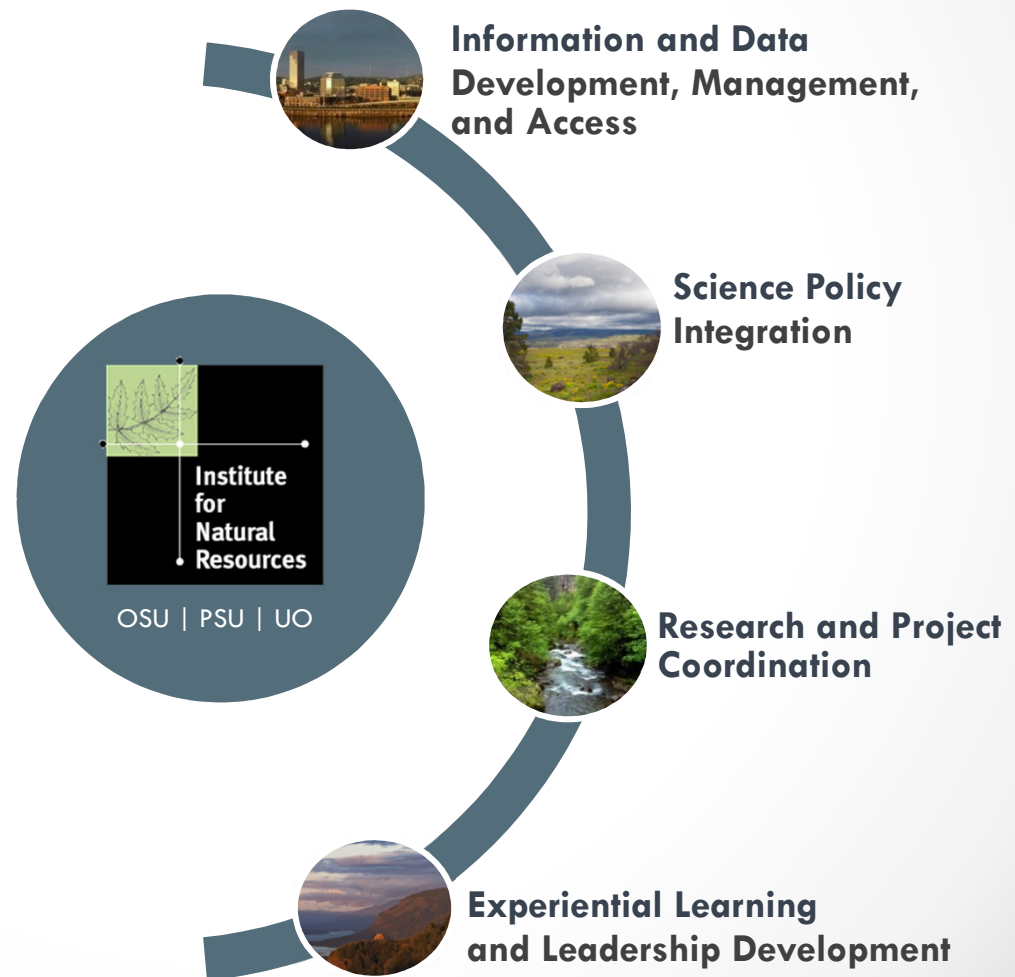 Information and Data
Development, Management,
and Access
Science Policy
Integration
Institute
for
Natural
Resources
OSU | PSU | UO
Research and Project
Coordination
Experiential Learning
and Leadership Development